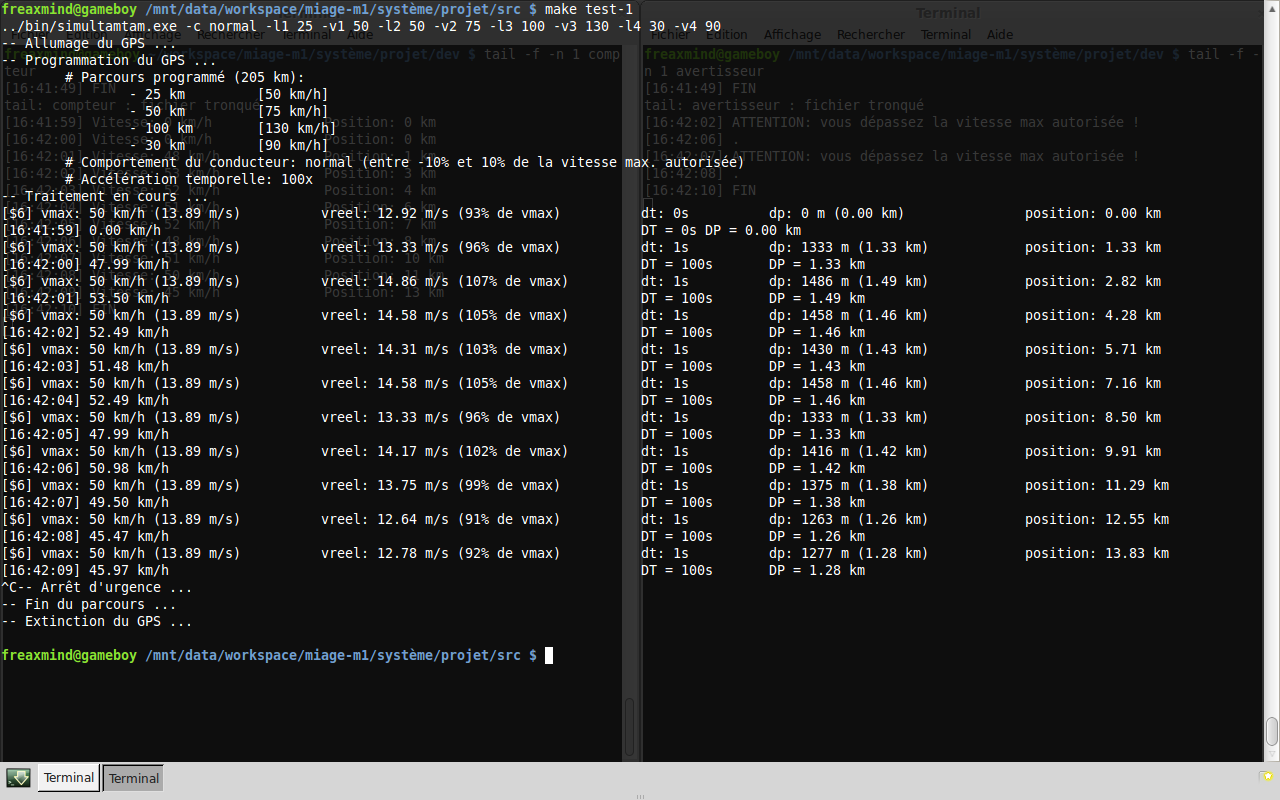 freaxmind@gameboy /mnt/data/workspace/miage-m1/système/projet/src $ make test-1
../bin/simultamtam.exe -c normal -l1 25 -v1 50 -l2 50 -v2 75 -l3 100 -v3 130 -l4 30 -v4 90
-- Allumage du GPS ...
-- Programmation du GPS ...
# Parcours programmé (205 km):
- 25 km [50 km/h]
- 50 km [75 km/h]
- 100 km [130 km/h]
- 30 km [90 km/h]
# Comportement du conducteur: normal (entre -10% et 10% de la vitesse max. autorisée)
# Accélération temporelle: 100x
-- Traitement en cours ...
[$6] vmax: 50 km/h (13.89 m/s) vreel: 12.92 m/s (93% de vmax) dt: 0s dp: 0 m (0.00 km) position: 0.00 km
[16:41:59] 0.00 km/h DT = 0s DP = 0.00 km
[$6] vmax: 50 km/h (13.89 m/s) vreel: 13.33 m/s (96% de vmax) dt: 1s dp: 1333 m (1.33 km) position: 1.33 km
[16:42:00] 47.99 km/h DT = 100s DP = 1.33 km
[$6] vmax: 50 km/h (13.89 m/s) vreel: 14.86 m/s (107% de vmax) dt: 1s dp: 1486 m (1.49 km) position: 2.82 km
[16:42:01] 53.50 km/h DT = 100s DP = 1.49 km
[$6] vmax: 50 km/h (13.89 m/s) vreel: 14.58 m/s (105% de vmax) dt: 1s dp: 1458 m (1.46 km) position: 4.28 km
[16:42:02] 52.49 km/h DT = 100s DP = 1.46 km
[$6] vmax: 50 km/h (13.89 m/s) vreel: 14.31 m/s (103% de vmax) dt: 1s dp: 1430 m (1.43 km) position: 5.71 km
[16:42:03] 51.48 km/h DT = 100s DP = 1.43 km
[$6] vmax: 50 km/h (13.89 m/s) vreel: 14.58 m/s (105% de vmax) dt: 1s dp: 1458 m (1.46 km) position: 7.16 km
[16:42:04] 52.49 km/h DT = 100s DP = 1.46 km
[$6] vmax: 50 km/h (13.89 m/s) vreel: 13.33 m/s (96% de vmax) dt: 1s dp: 1333 m (1.33 km) position: 8.50 km
[16:42:05] 47.99 km/h DT = 100s DP = 1.33 km
[$6] vmax: 50 km/h (13.89 m/s) vreel: 14.17 m/s (102% de vmax) dt: 1s dp: 1416 m (1.42 km) position: 9.91 km
[16:42:06] 50.98 km/h DT = 100s DP = 1.42 km
[$6] vmax: 50 km/h (13.89 m/s) vreel: 13.75 m/s (99% de vmax) dt: 1s dp: 1375 m (1.38 km) position: 11.29 km
[16:42:07] 49.50 km/h DT = 100s DP = 1.38 km
[$6] vmax: 50 km/h (13.89 m/s) vreel: 12.64 m/s (91% de vmax) dt: 1s dp: 1263 m (1.26 km) position: 12.55 km
[16:42:08] 45.47 km/h DT = 100s DP = 1.26 km
[$6] vmax: 50 km/h (13.89 m/s) vreel: 12.78 m/s (92% de vmax) dt: 1s dp: 1277 m (1.28 km) position: 13.83 km
[16:42:09] 45.97 km/h DT = 100s DP = 1.28 km
^C-- Arrêt d'urgence ...
-- Fin du parcours ...
-- Extinction du GPS ...
freaxmind@gameboy /mnt/data/workspace/miage-m1/système/projet/src $
Terminal
Fichier Edition Affichage Rechercher Terminal Aide
freaxmind@gameboy /mnt/data/workspace/miage-m1/système/projet/dev $ tail -f -
n 1 avertisseur
[16:41:49] FIN
tail: avertisseur : fichier tronqué
[16:42:02] ATTENTION: vous dépassez la vitesse max autorisée !
[16:42:06] .
[16:42:07] ATTENTION: vous dépassez la vitesse max autorisée !
[16:42:08] .
[16:42:10] FIN
Terminal Terminal